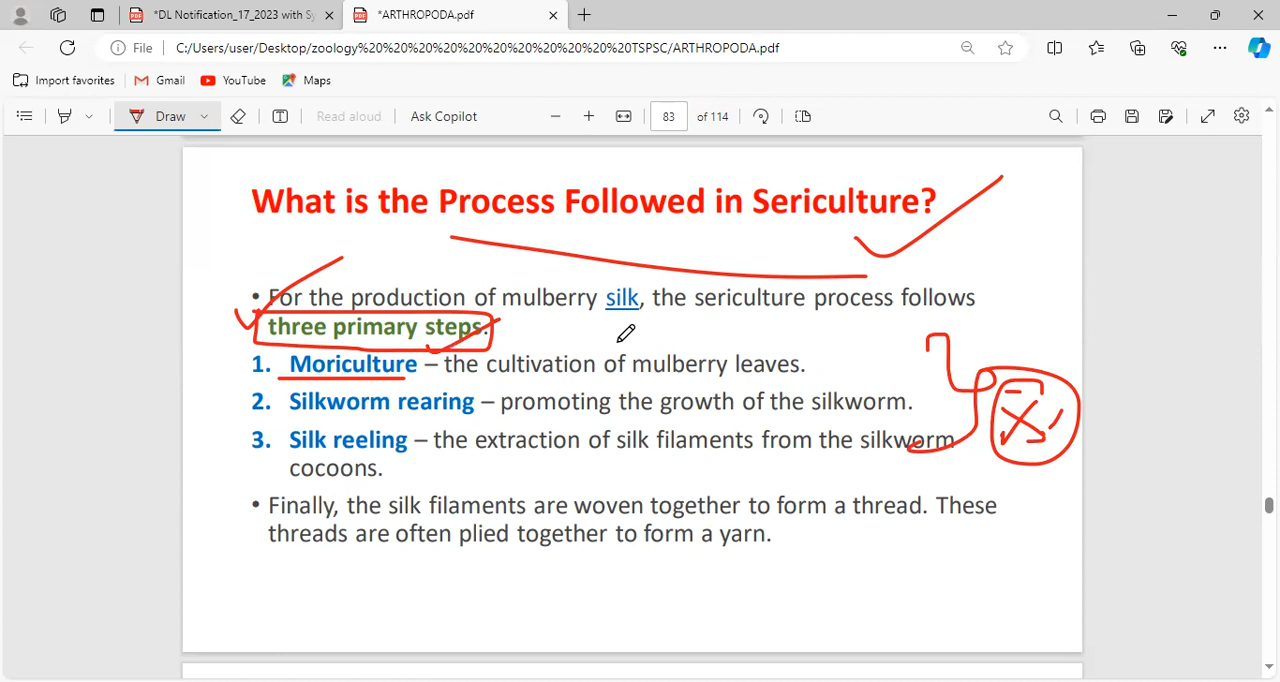 *DL Notification_17_2023 with Sy
*ARTHROPODA.pdf
File
C:/Users/user/Desktop/zoology%20%20%20%20%20%20%20%20%20%20TSPSC/ARTHROPODA.pdf
Import favorites
Gmail
YouTube
Maps
Draw
Read aloud
Ask Copilot
83
of 114
What is the Process Followed in Sericulture?
• For the production of mulberry silk, the sericulture process follows
three primary steps.
1. Moriculture – the cultivation of mulberry leaves.
2. Silkworm rearing – promoting the growth of the silkworm.
3. Silk reeling – the extraction of silk filaments from the silkworm
cocoons.
• Finally, the silk filaments are woven together to form a thread. These
threads are often plied together to form a yarn.